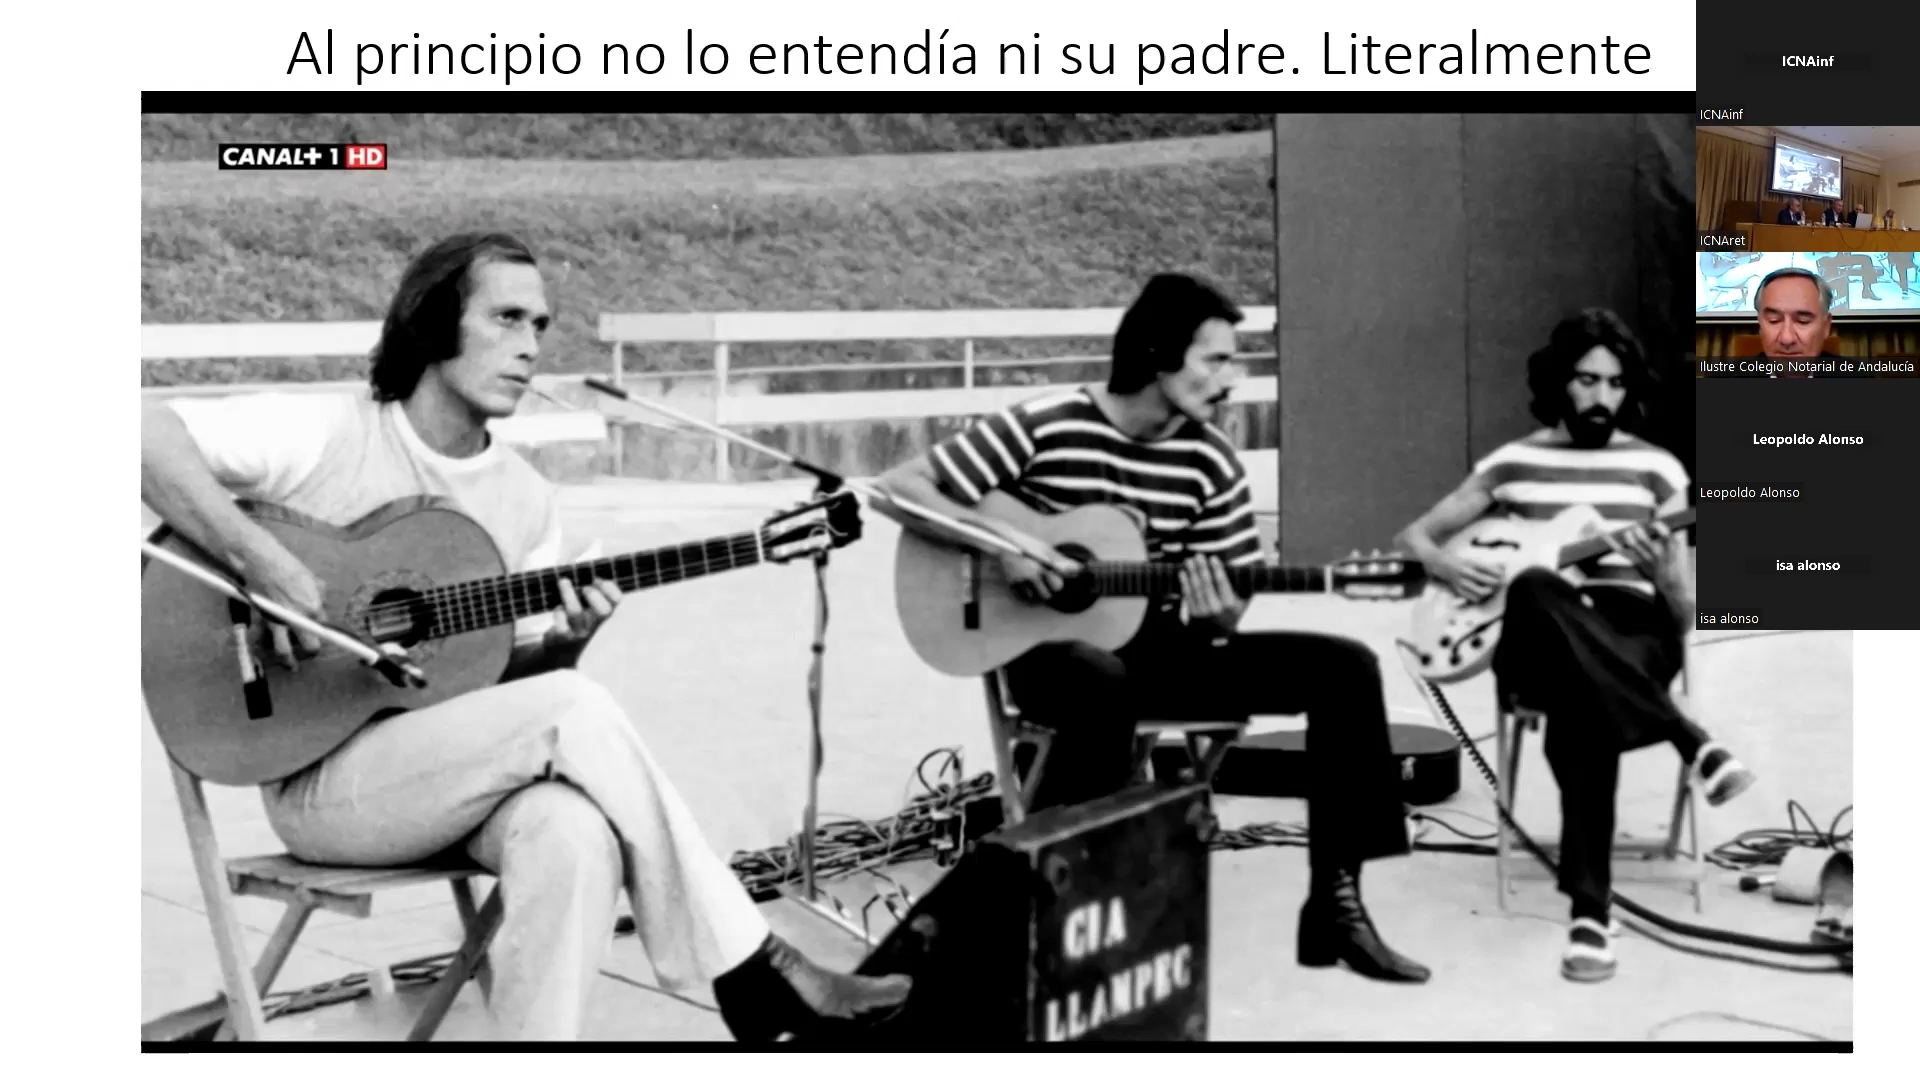 Al principio no lo entendía ni su padre. Literalmente
CANAL+ 1 HD
CIA
LLAMPEC
ICNAinf
ICNAinf
ICNAret
Ilustre Colegio Notarial de Andalucía
Leopoldo Alonso
Leopoldo Alonso
isa alonso
isa alonso